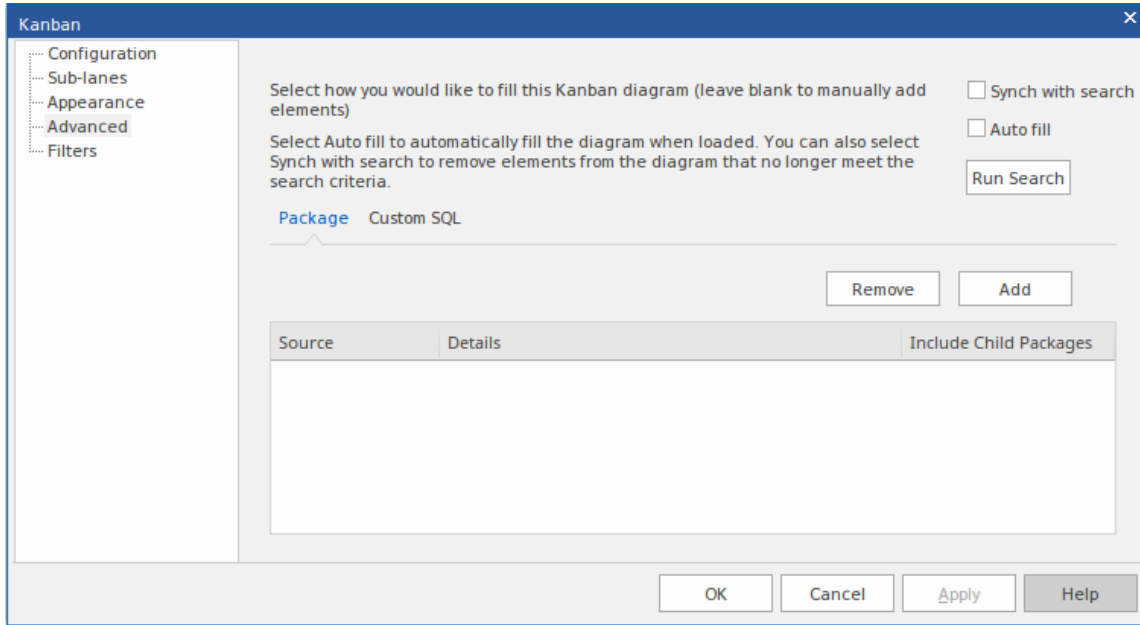 Kanban
Configuration
Sub-lanes
Appearance
Advanced
Filters
Select how you would like to fill this Kanban diagram (leave blank to manually add
elements)
Select Auto fill to automatically fill the diagram when loaded. You can also select
Synch with search to remove elements from the diagram that no longer meet the
search criteria.
Synch with search
Auto fill
Run Search
Package Custom SQL
Remove Add
Source Details Include Child Packages
OK Cancel Apply Help